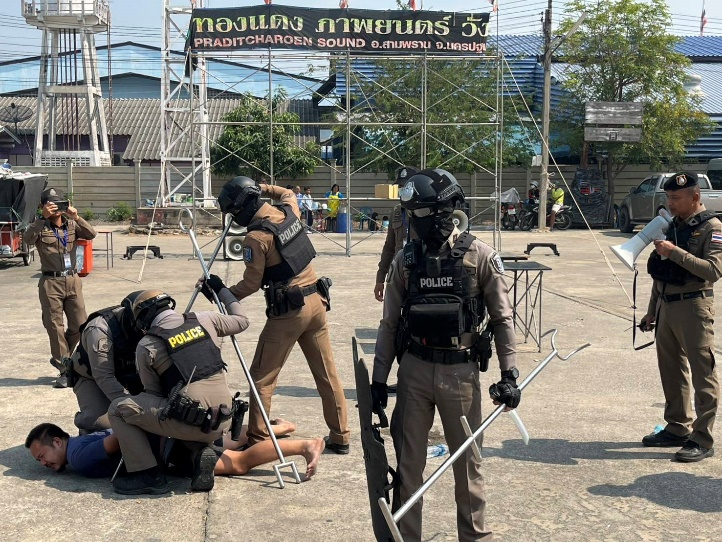 ทองแดง ภาพยนตร์ วัง
PRADITCHAROEN SOUND อ.สามพราน จ.นครปฐม
POLICE
POLICE
POLICE